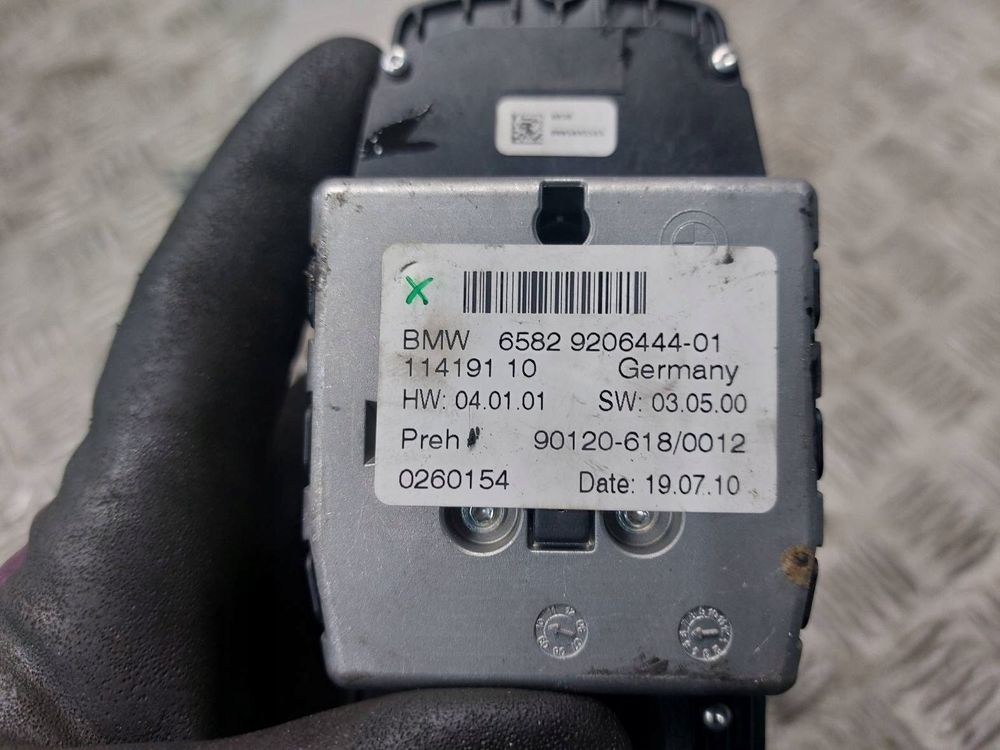 X
BMW 6582 9206444-01
114191 10 Germany
HW: 04.01.01 SW: 03.05.00
Preh 90120-618/0012
0260154 Date: 19.07.10